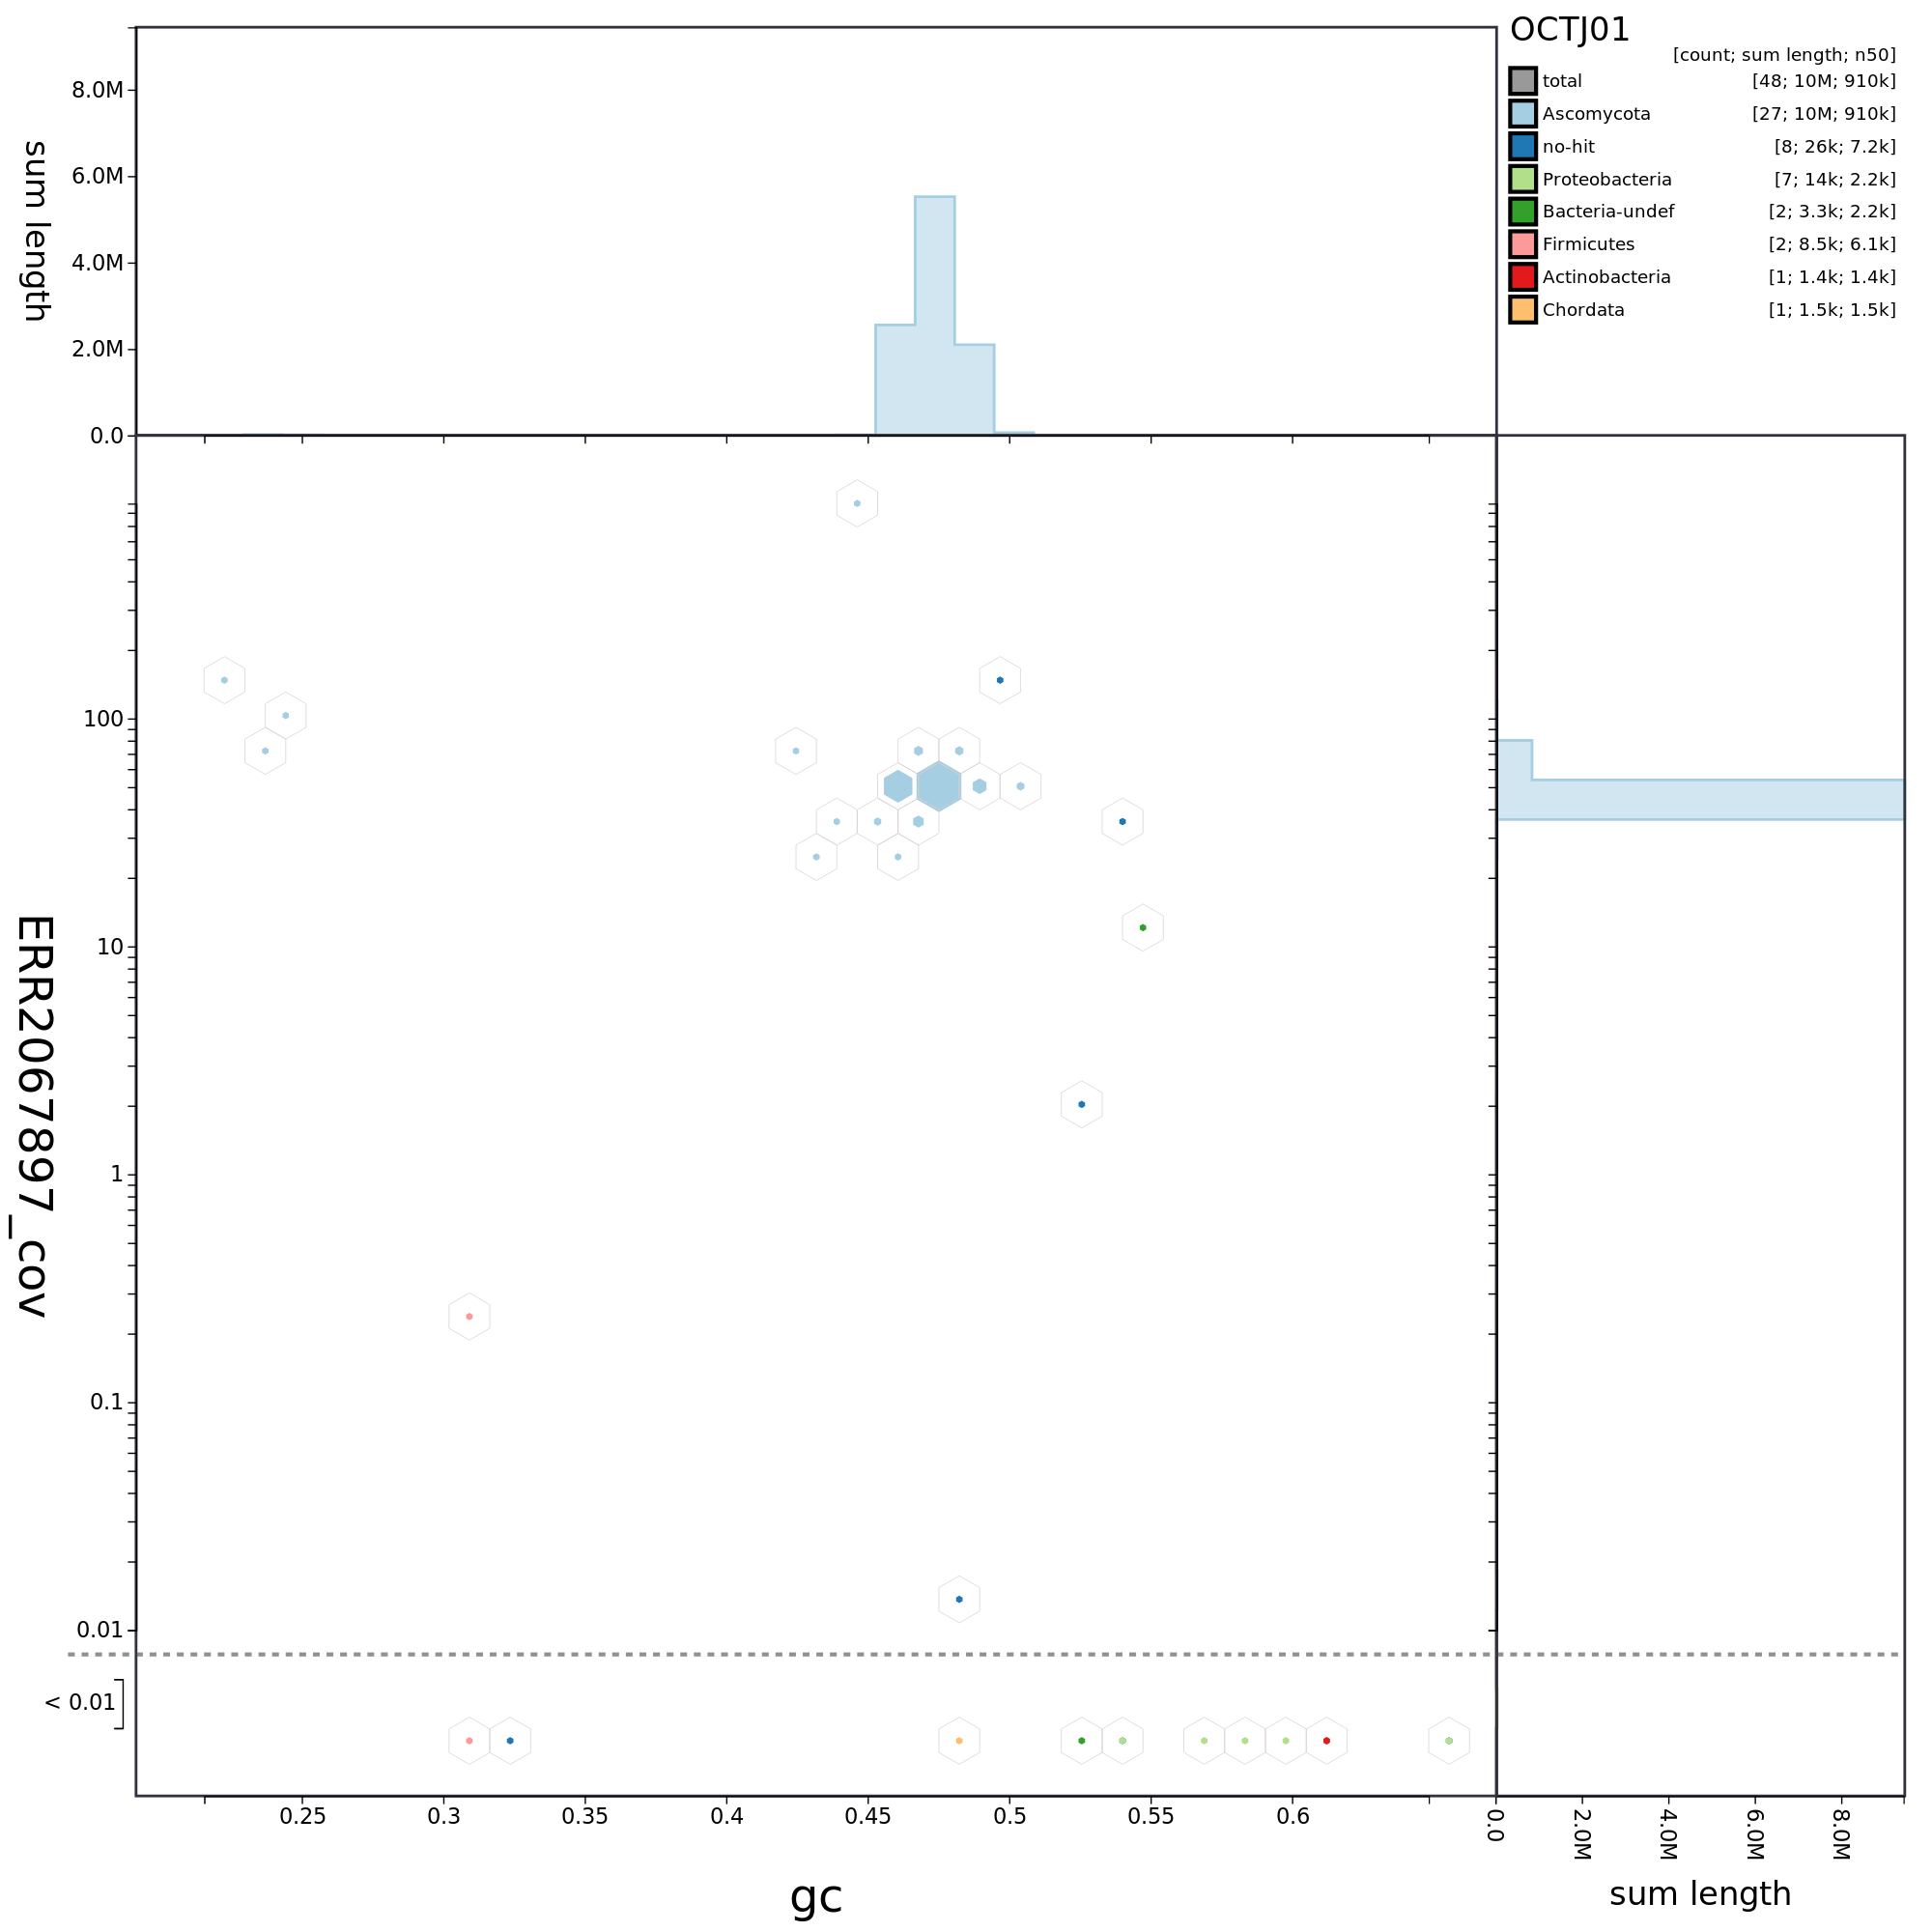 OCTJ01
[count; sum length; n50]
total [48; 10M; 910k]
Ascomycota [27; 10M; 910k]
no-hit [8; 26k; 7.2k]
Proteobacteria [7; 14k; 2.2k]
Bacteria-undef [2; 3.3k; 2.2k]
Firmicutes [2; 8.5k; 6.1k]
Actinobacteria [1; 1.4k; 1.4k]
Chordata [1; 1.5k; 1.5k]
sum length
8.0M
6.0M
4.0M
2.0M
0.0
ERR2067897_cov
100
10
1
0.1
0.01
< 0.01
0.25 0.3 0.35 0.4 0.45 0.5 0.55 0.6
gc
0.0 2.0M 4.0M 6.0M 8.0M
sum length